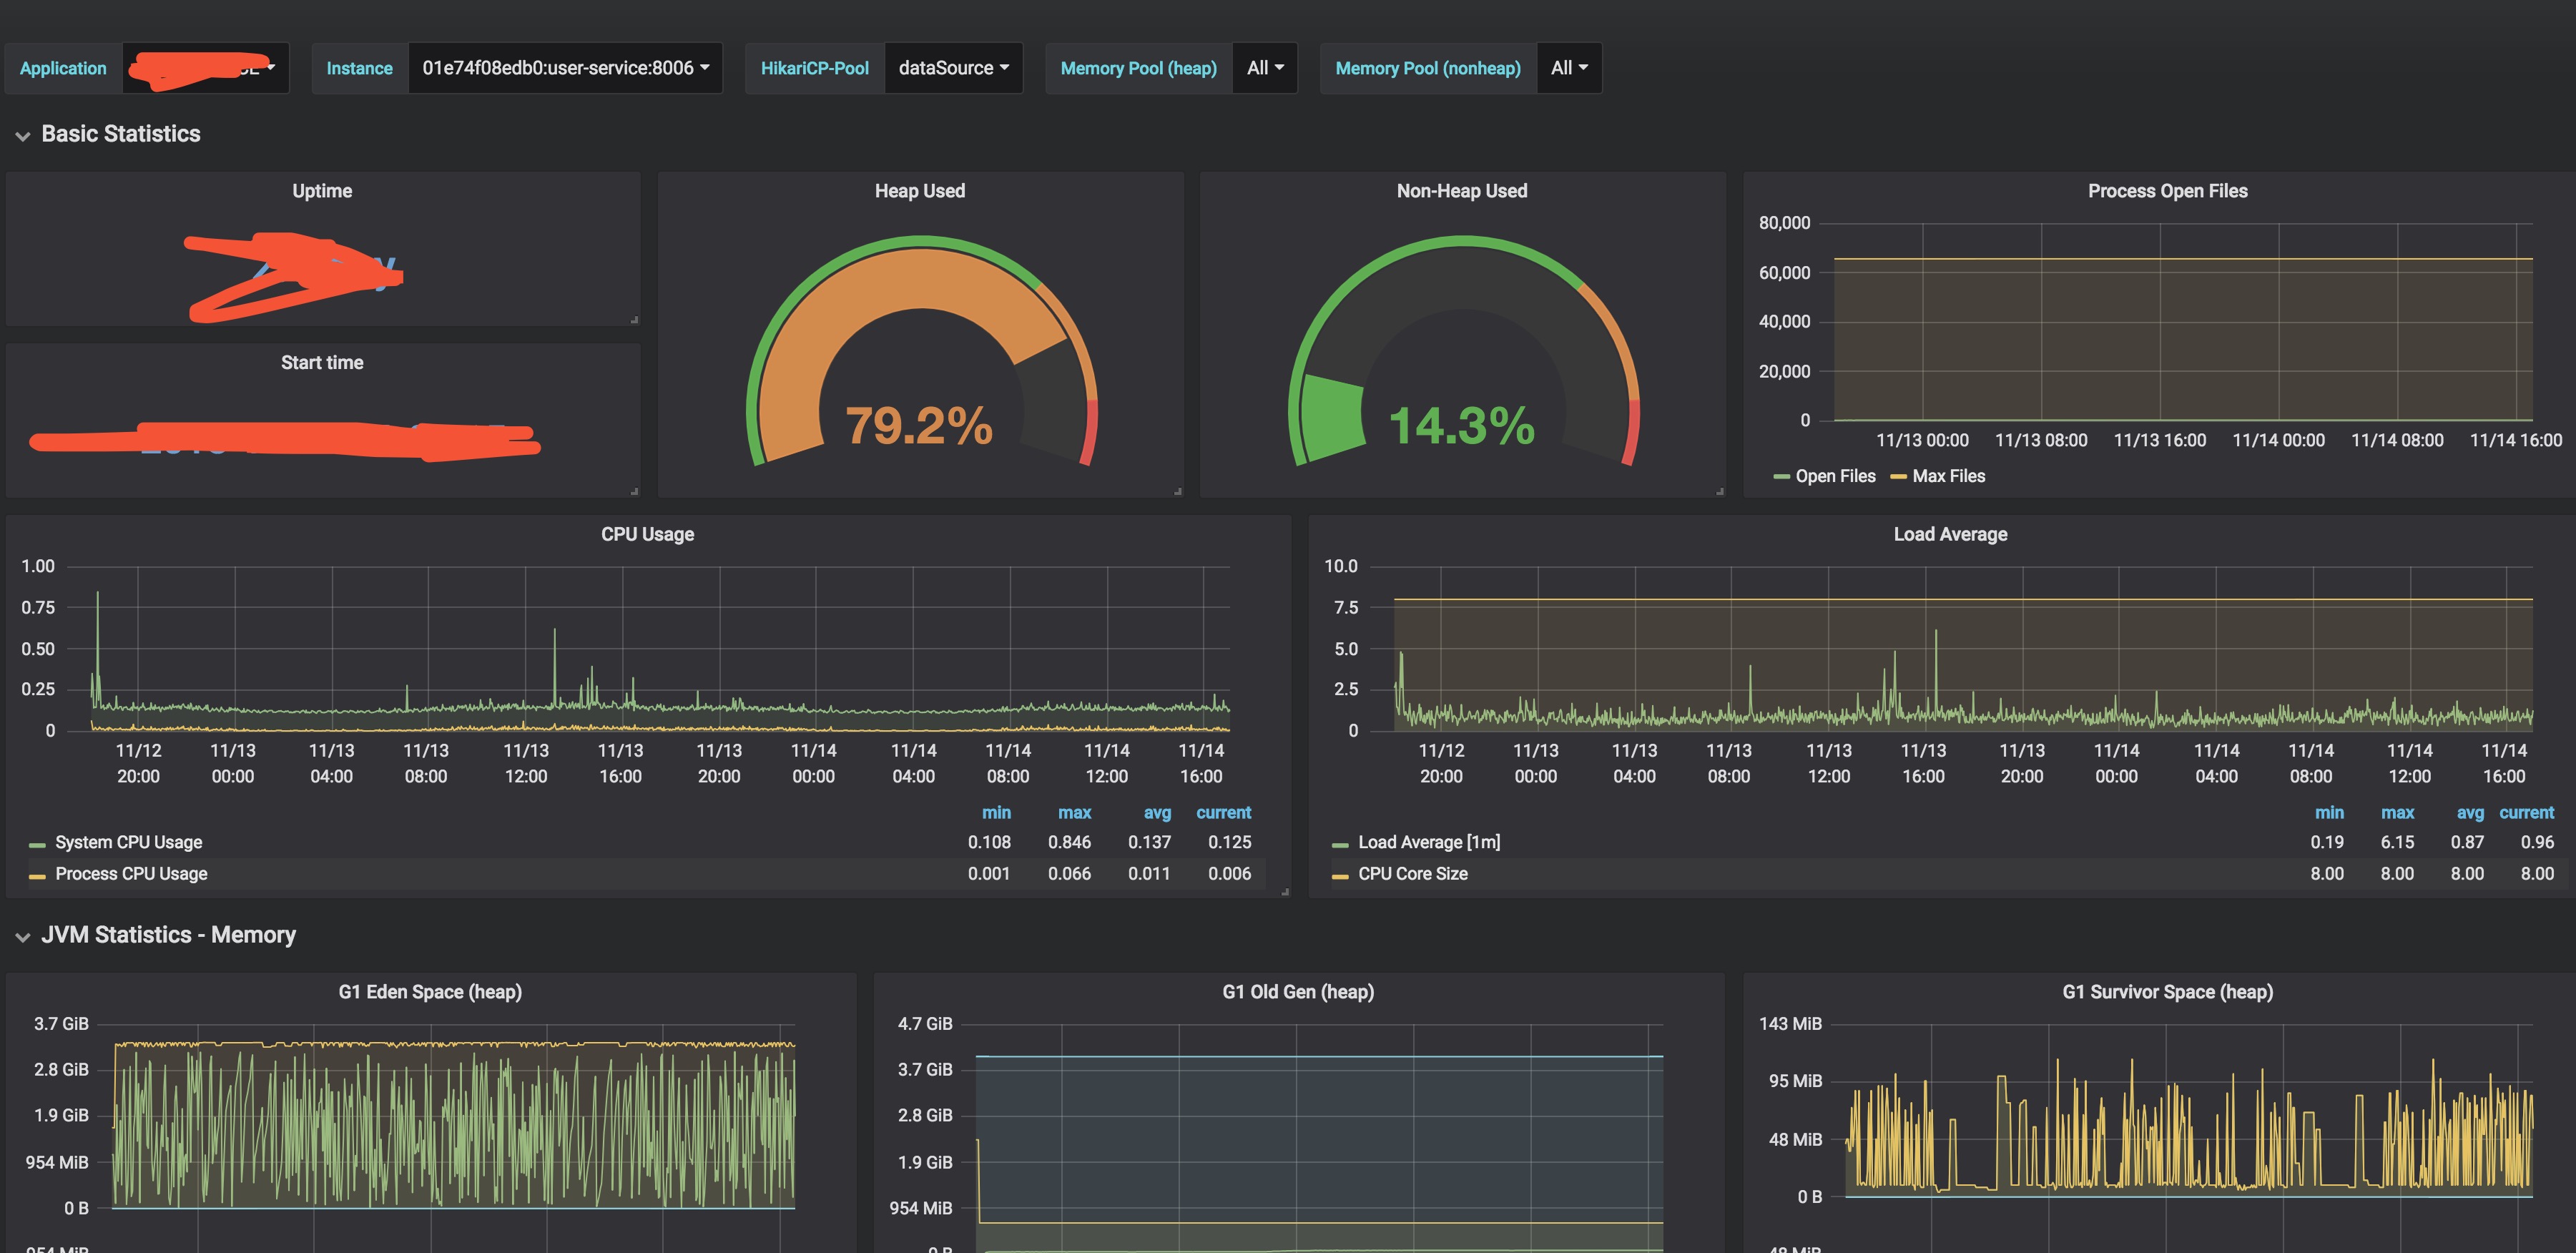 Application Instance 01e74f08edb0:user-service:8006 HikariCP-Pool dataSource Memory Pool (heap) All Memory Pool (nonheap) All
Basic Statistics
Uptime
Start time
Heap Used
79.2%
Non-Heap Used
14.3%
Process Open Files
80,000
60,000
40,000
20,000
0
11/13 00:00 11/13 08:00 11/13 16:00 11/14 00:00 11/14 08:00 11/14 16:00
Open Files Max Files
CPU Usage
1.00
0.75
0.50
0.25
0
11/12 11/13 11/13 11/13 11/13 11/13 11/13 11/14 11/14 11/14 11/14 11/14
20:00 00:00 04:00 08:00 12:00 16:00 20:00 00:00 04:00 08:00 12:00 16:00
min max avg current
System CPU Usage 0.108 0.846 0.137 0.125
Process CPU Usage 0.001 0.066 0.011 0.006
Load Average
10.0
7.5
5.0
2.5
0
11/12 11/13 11/13 11/13 11/13 11/13 11/13 11/14 11/14 11/14 11/14 11/14
20:00 00:00 04:00 08:00 12:00 16:00 20:00 00:00 04:00 08:00 12:00 16:00
min max avg current
Load Average [1m] 0.19 6.15 0.87 0.96
CPU Core Size 8.00 8.00 8.00 8.00
JVM Statistics - Memory
G1 Eden Space (heap)
3.7 GiB
2.8 GiB
1.9 GiB
954 MiB
0 B
G1 Old Gen (heap)
4.7 GiB
3.7 GiB
2.8 GiB
1.9 GiB
954 MiB
G1 Survivor Space (heap)
143 MiB
95 MiB
48 MiB
0 B